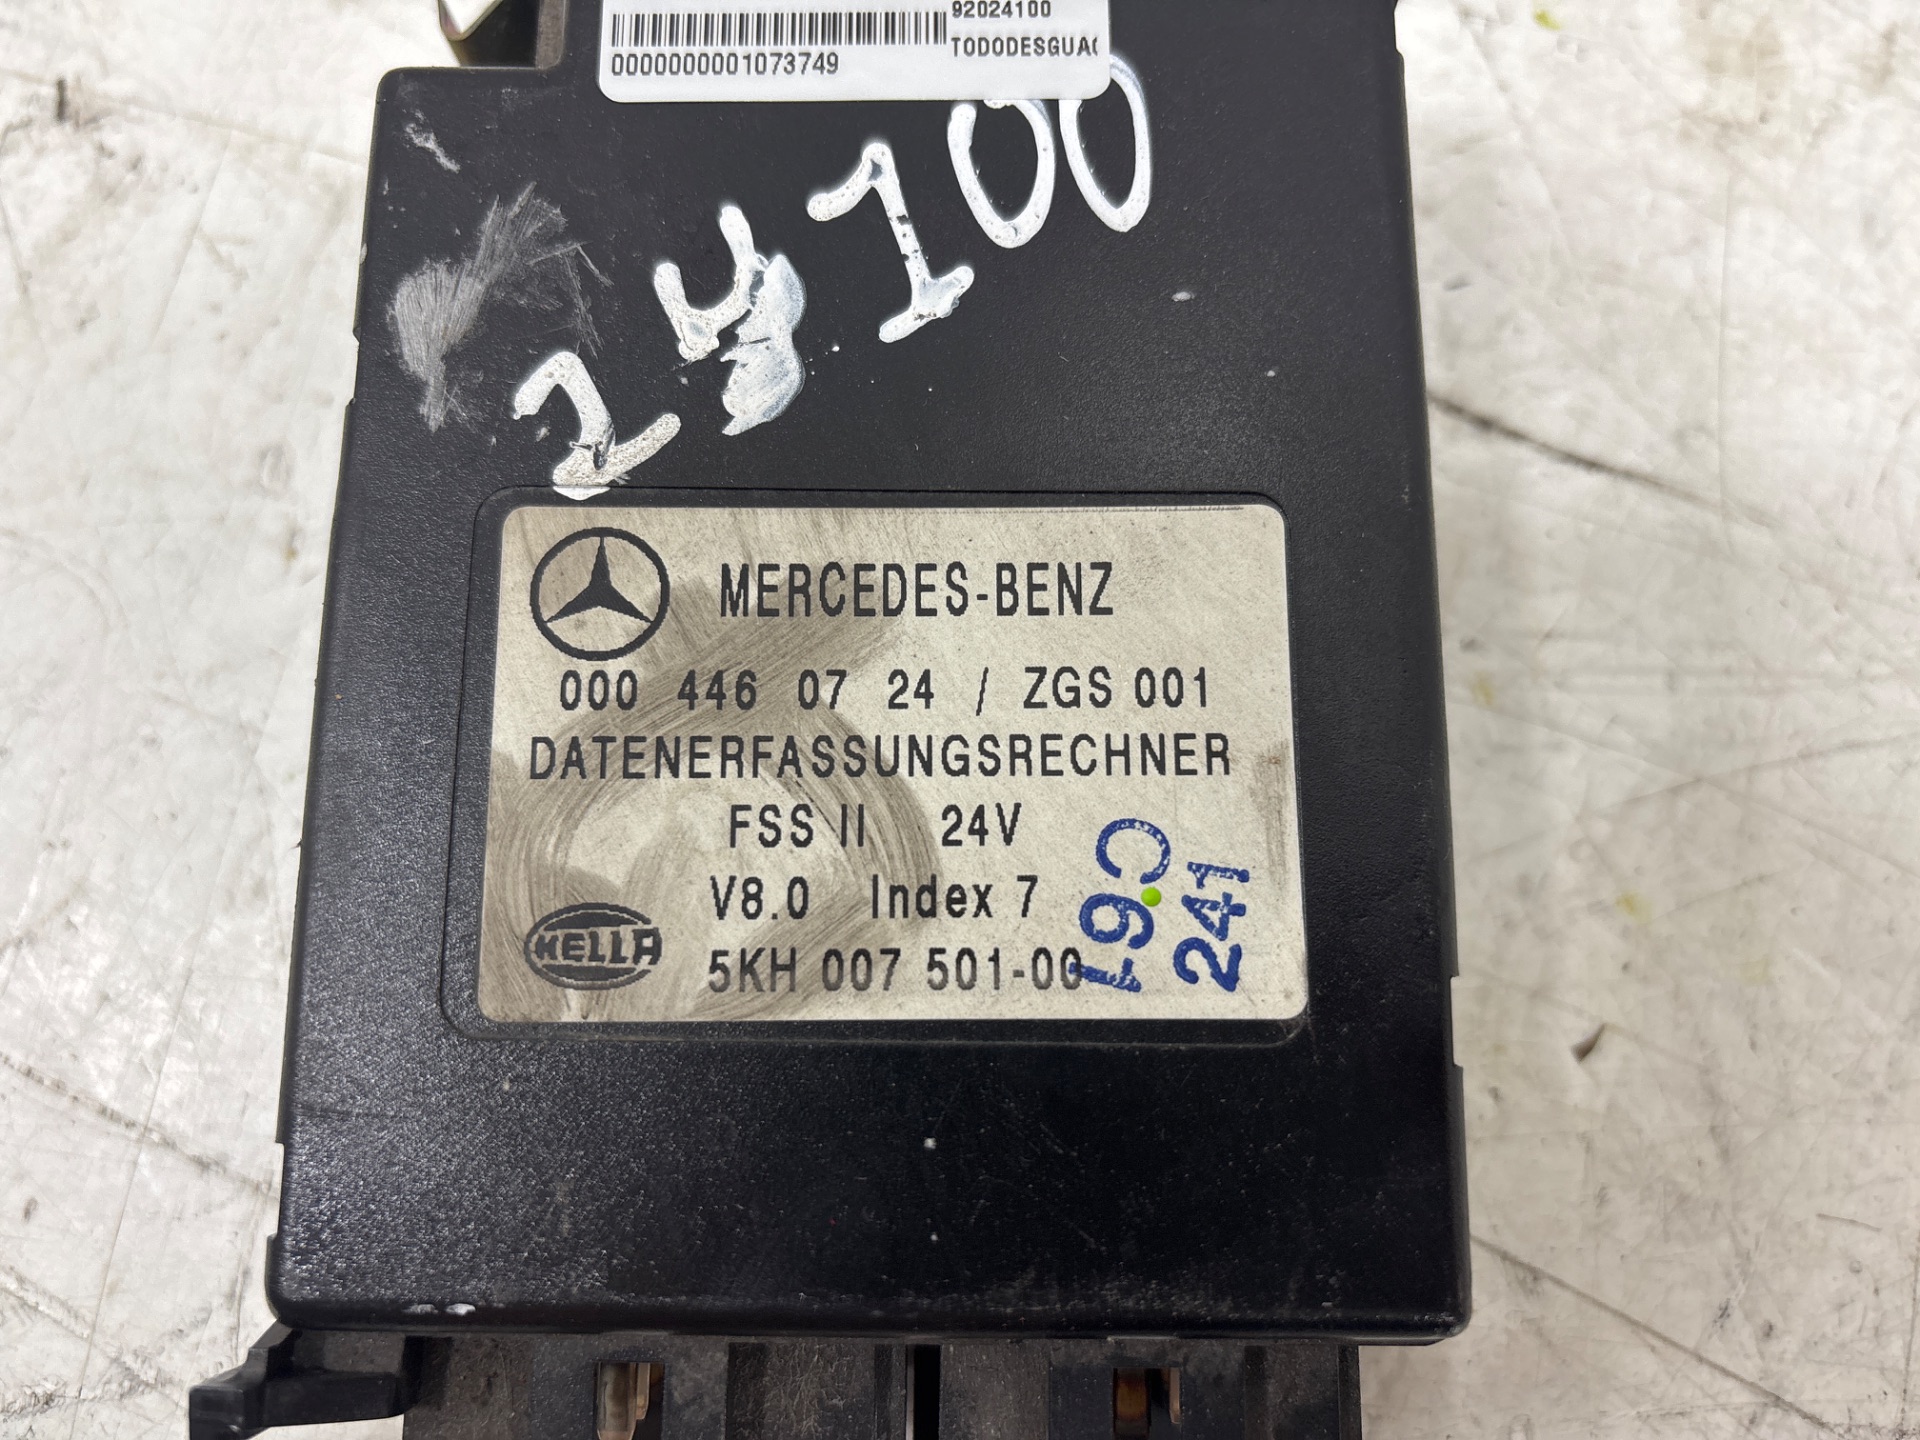 92024100
TODODESGUA
0000000001073749
24100
MERCEDES-BENZ
000 446 07 24 / ZGS 001
DATENERFASSUNGSRECHNER
FSS II 24V
V8.0 Index 7
HELLA
5KH 007 501-00
241